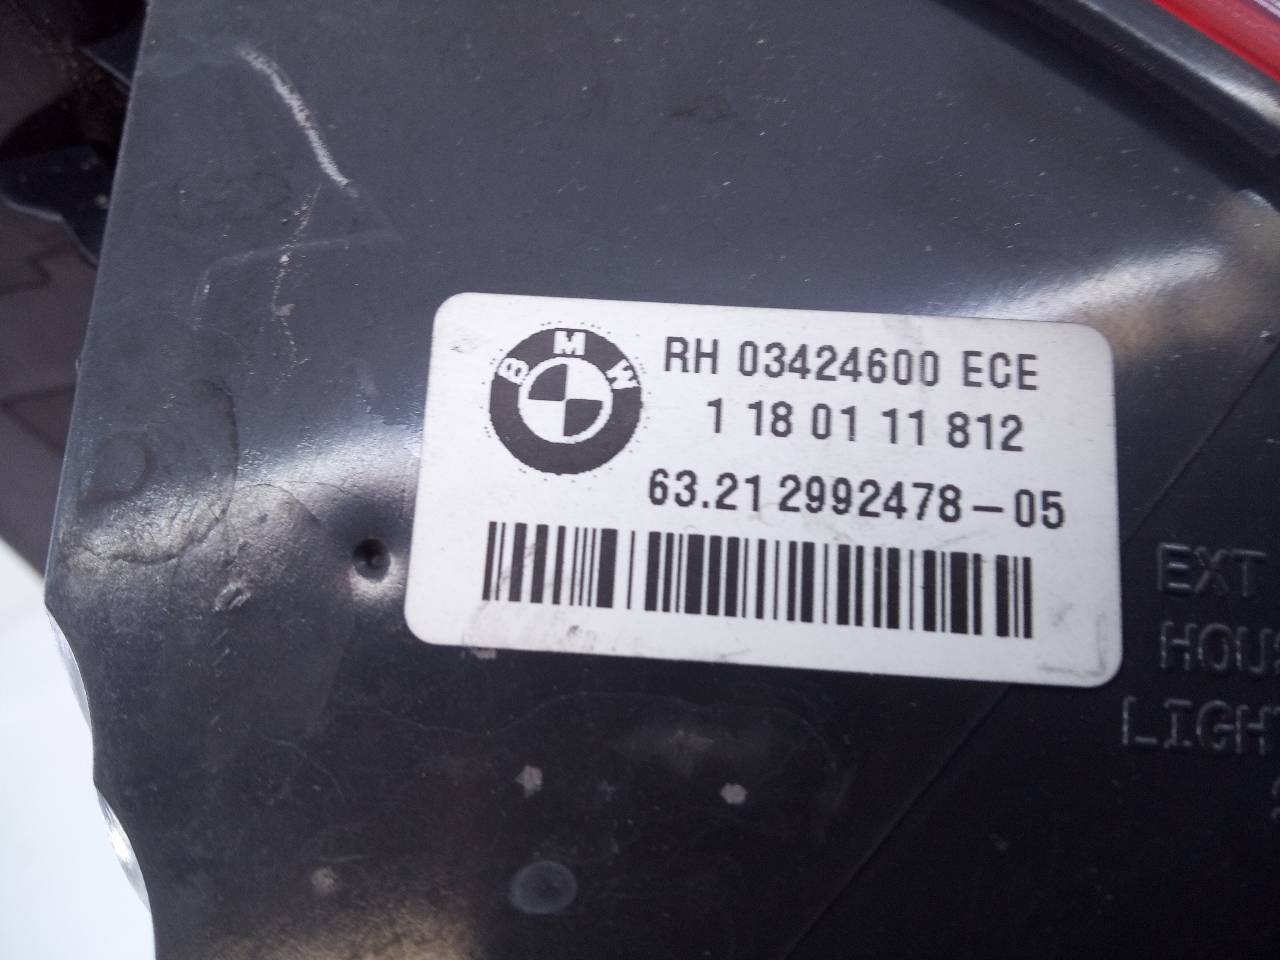 BMW
RH 03424600 ECE
1 18 01 11 812
63.21 2992478-05
EXT